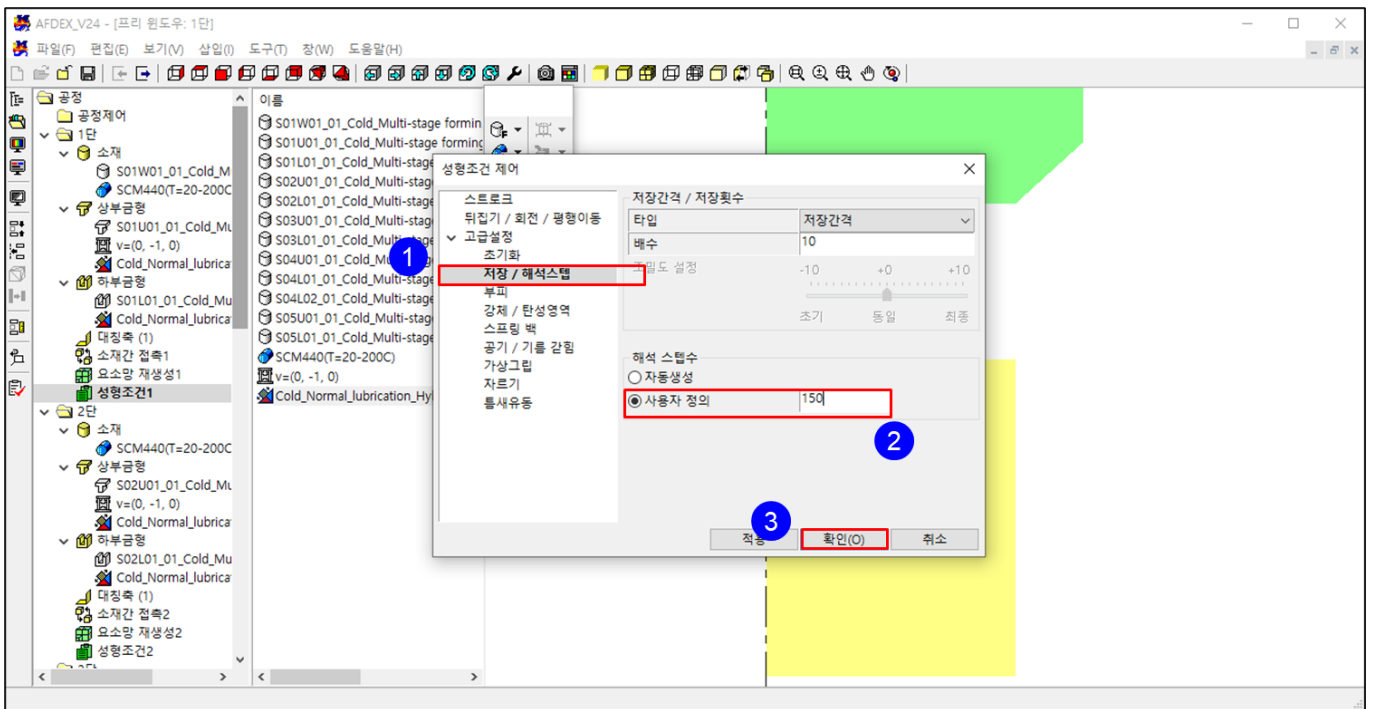 AFDEX_V24 - [프리 윈도우: 1단]
파일(F) 편집(E) 보기(V) 삽입(I) 도구(T) 창(W) 도움말(H)
공정
공정제어
1단
소재
S01W01_01_Cold_M
SCM440(T=20-200C
상부금형
S01U01_01_Cold_Mu
v=(0, -1, 0)
Cold_Normal_lubrica
하부금형
S01L01_01_Cold_Mu
Cold_Normal_lubrica
대칭축 (1)
소재간 접촉1
요소망 재생성1
성형조건1
2단
소재
SCM440(T=20-200C
상부금형
S02U01_01_Cold_Mu
v=(0, -1, 0)
Cold_Normal_lubrica
하부금형
S02L01_01_Cold_Mu
Cold_Normal_lubrica
대칭축 (1)
소재간 접촉2
요소망 재생성2
성형조건2
이름
S01W01_01_Cold_Multi-stage formin
S01U01_01_Cold_Multi-stage forming
S01L01_01_Cold_Multi-stage
S02U01_01_Cold_Multi-stag
S02L01_01_Cold_Multi-stag
S03U01_01_Cold_Multi-stag
S03L01_01_Cold_Multi-stage
S04U01_01_Cold_Mu
S04L01_01_Cold_Multi-stag
S04L02_01_Cold_Multi-stage
S05U01_01_Cold_Multi-stag
S05L01_01_Cold_Multi-stage
SCM440(T=20-200C)
v=(0, -1, 0)
Cold_Normal_lubrication_Hy
F
성형조건 제어
스트로크
뒤집기 / 회전 / 평행이동
고급설정
초기화
저장 / 해석스텝
부피
강체 / 탄성영역
스프링 백
공기 / 기름 갇힘
가상그립
자르기
틈새유동
저장간격 / 저장횟수
타입 저장간격
배수 10
조밀도 설정 -10 +0 +10
초기 동일 최종
해석 스텝수
자동생성
사용자 정의 150
적용 확인(O) 취소
1
2
3